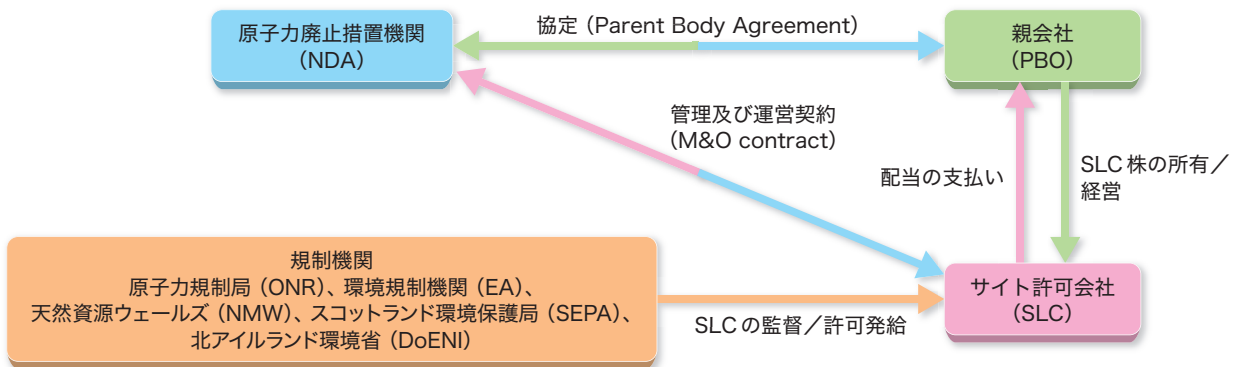 原子力廃止措置機関
（NDA）
協定（Parent Body Agreement）
親会社
（PBO）
管理及び運営契約
（M&O contract）
配当の支払い
SLC 株の所有／
経営
規制機関
原子力規制局（ONR）、環境規制機関（EA）、
天然資源ウェールズ（NMW）、スコットランド環境保護局（SEPA）、
北アイルランド環境省（DoENI）
SLC の監督／許可発給
サイト許可会社
（SLC）